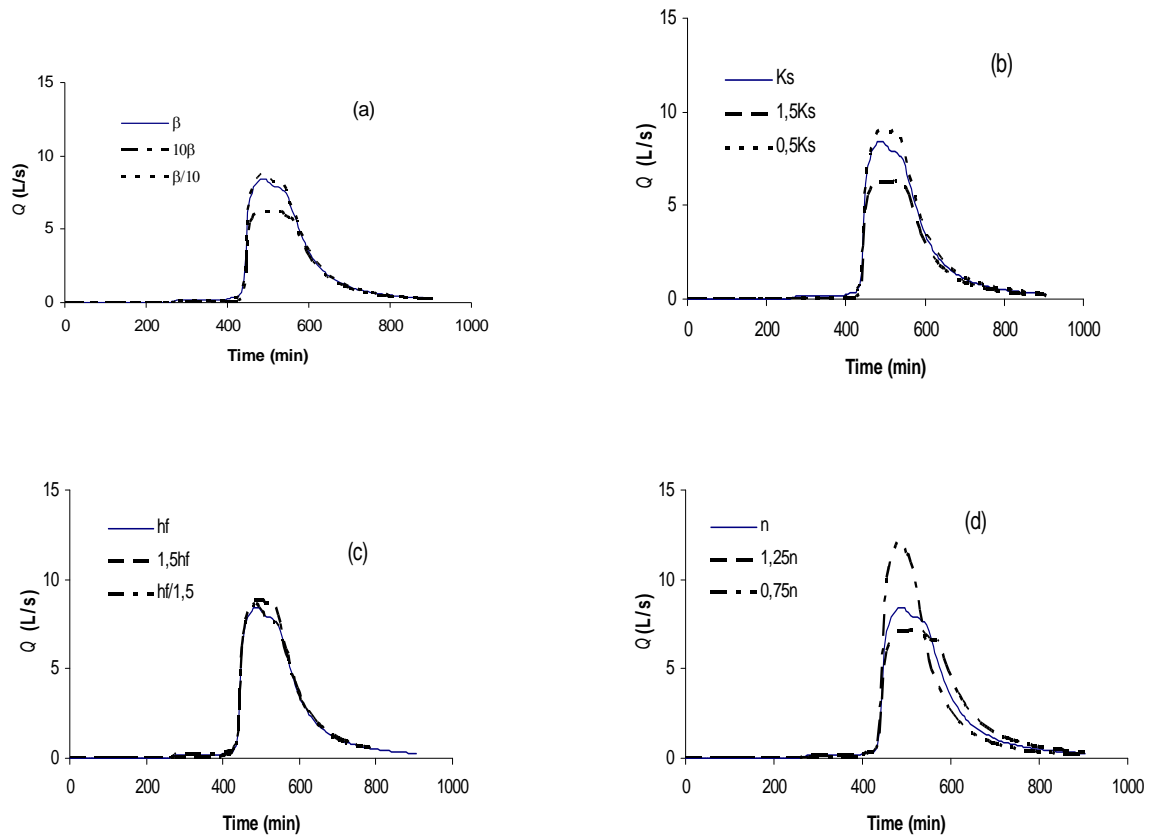 15
10
5
0
Q (L/s)
β
10β
β/10
(a)
0 200 400 600 800 1000
Time (min)
15
10
5
0
Q (L/s)
Ks
1,5Ks
0,5Ks
(b)
0 200 400 600 800 1000
Time (min)
15
10
5
0
Q (L/s)
hf
1,5hf
hf/1,5
(c)
0 200 400 600 800 1000
Time (min)
15
10
5
0
Q (L/s)
n
1,25n
0,75n
(d)
0 200 400 600 800 1000
Time (min)